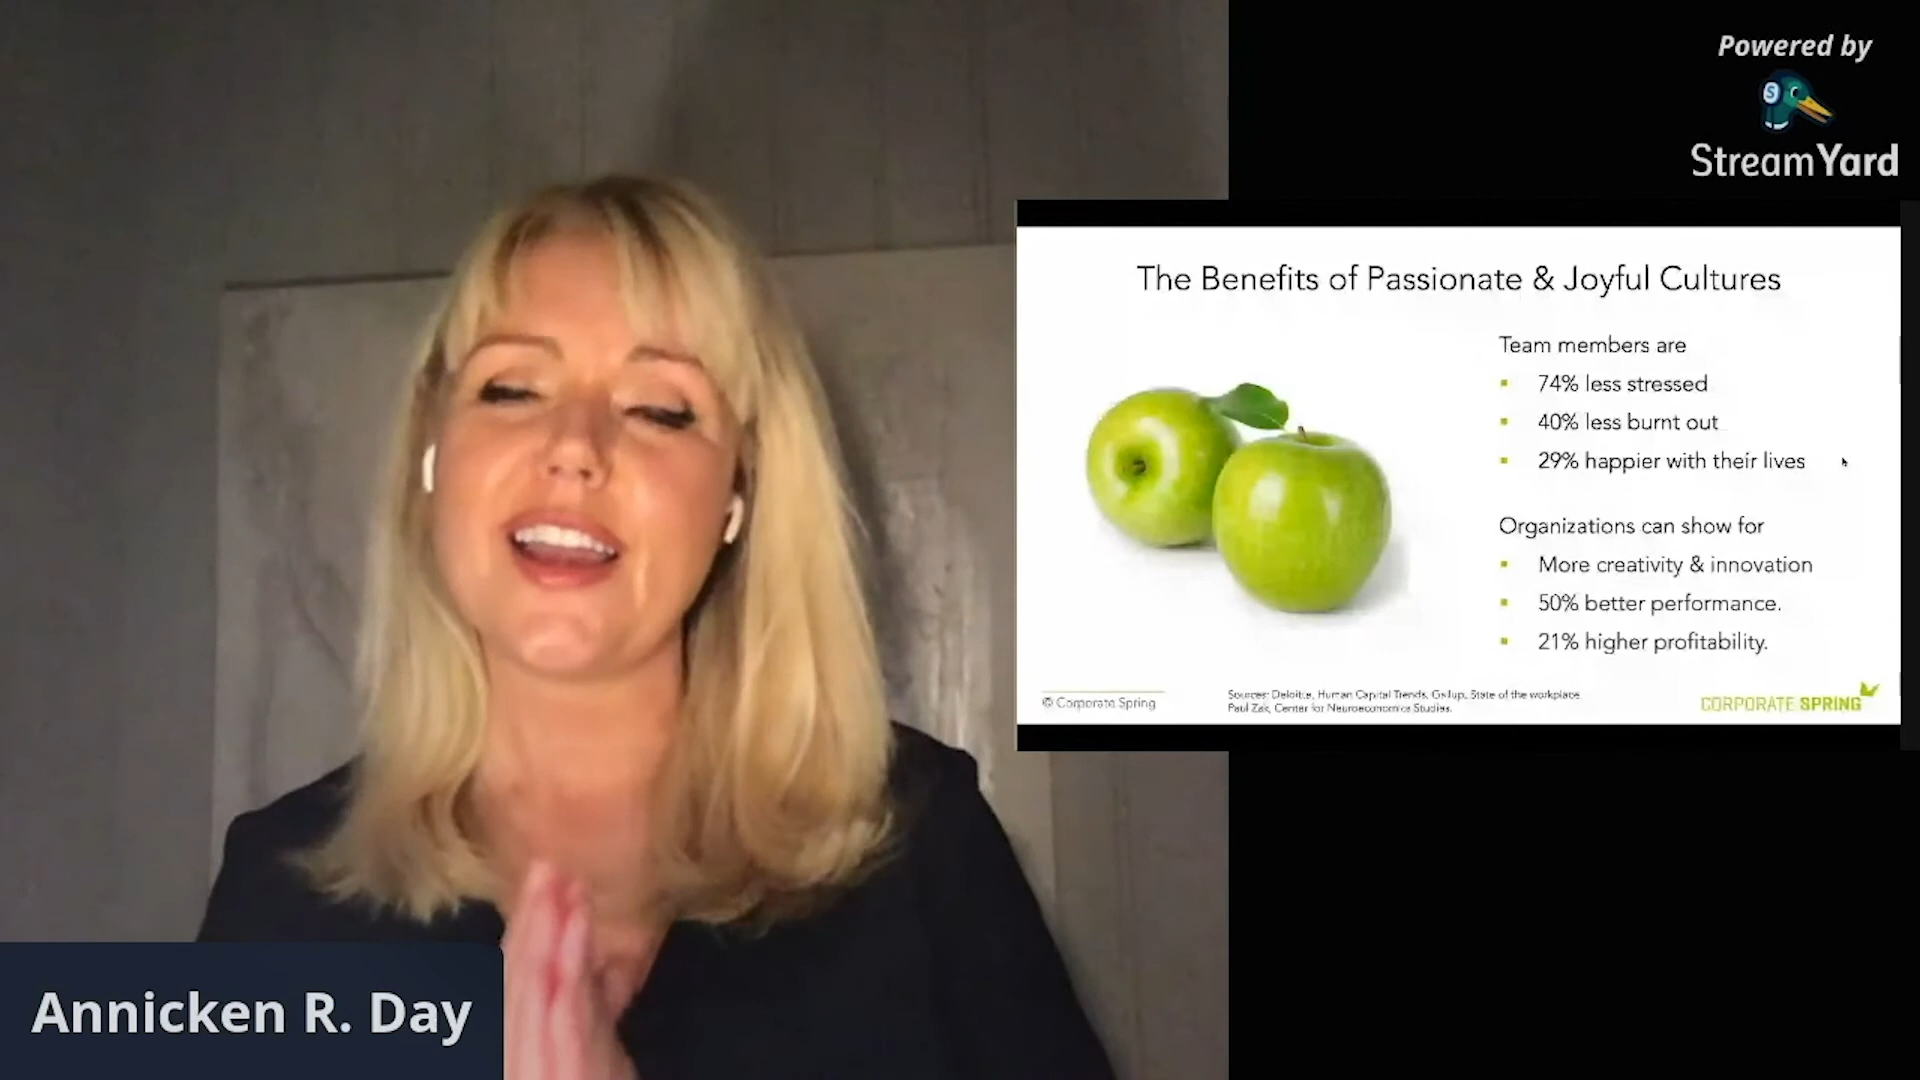 Powered by
StreamYard
The Benefits of Passionate & Joyful Cultures
Team members are
74% less stressed
40% less burnt out
29% happier with their lives
Organizations can show for
More creativity & innovation
50% better performance.
21% higher profitability.
© Corporate Spring
Sources: Deloitte, Human Capital Trends, Gallup, State of the workplace
Paul Zak, Center for Neuroeconomics Studies.
CORPORATE SPRING
Annicken R. Day